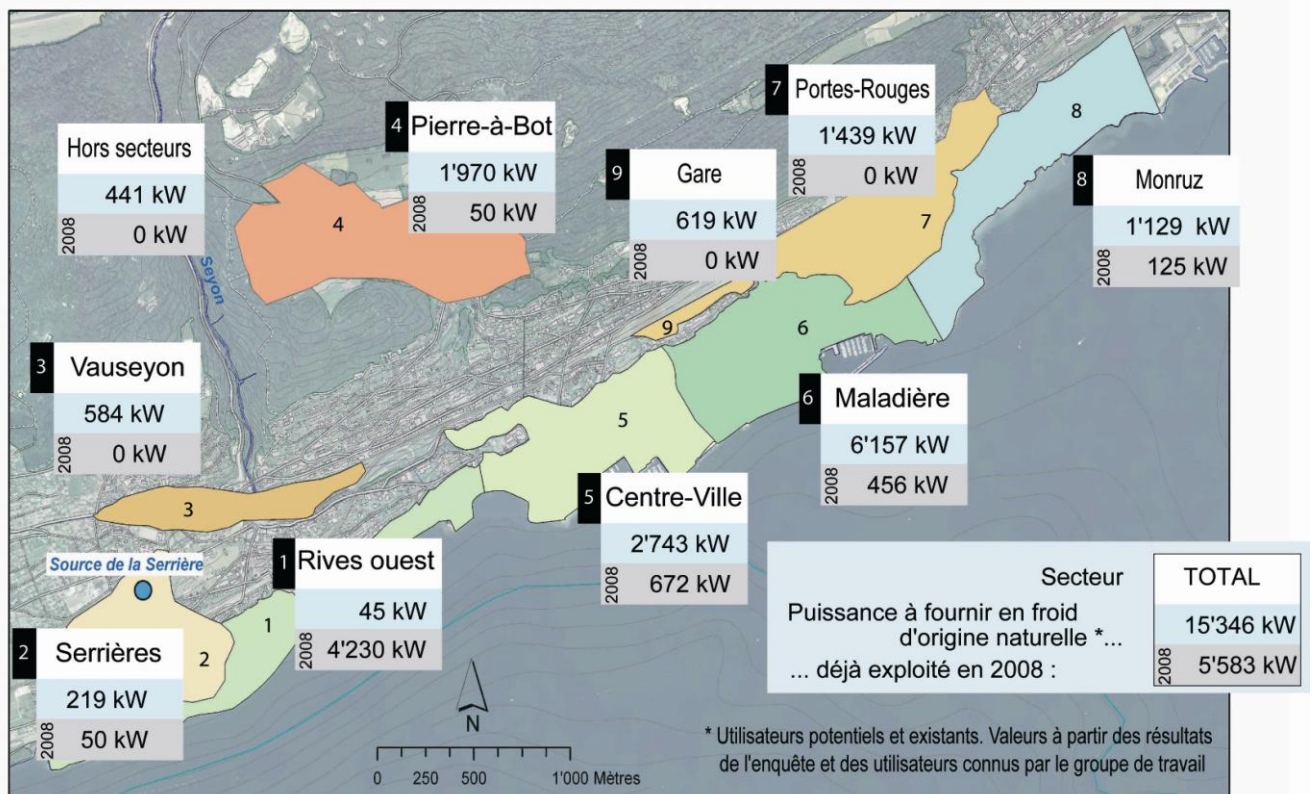 7 Portes-Rouges
1'439 kW
2008 0 kW
4 Pierre-à-Bot
1'970 kW
2008 50 kW
Hors secteurs
441 kW
2008 0 kW
9 Gare
619 kW
2008 0 kW
8 Monruz
1'129 kW
2008 125 kW
8
7
4
Seyon
9
6
3 Vauseyon
584 kW
2008 0 kW
6 Maladière
6'157 kW
2008 456 kW
5
3
5 Centre-Ville
2'743 kW
2008 672 kW
Source de la Serrière
1 Rives ouest
45 kW
2008 4'230 kW
1
2
2 Serrières
219 kW
2008 50 kW
N
0 250 500 1'000 Mètres
Secteur TOTAL
Puissance à fournir en froid
d'origine naturelle *... 15'346 kW
... déjà exploité en 2008 : 2008 5'583 kW
* Utilisateurs potentiels et existants. Valeurs à partir des résultats
de l'enquête et des utilisateurs connus par le groupe de travail